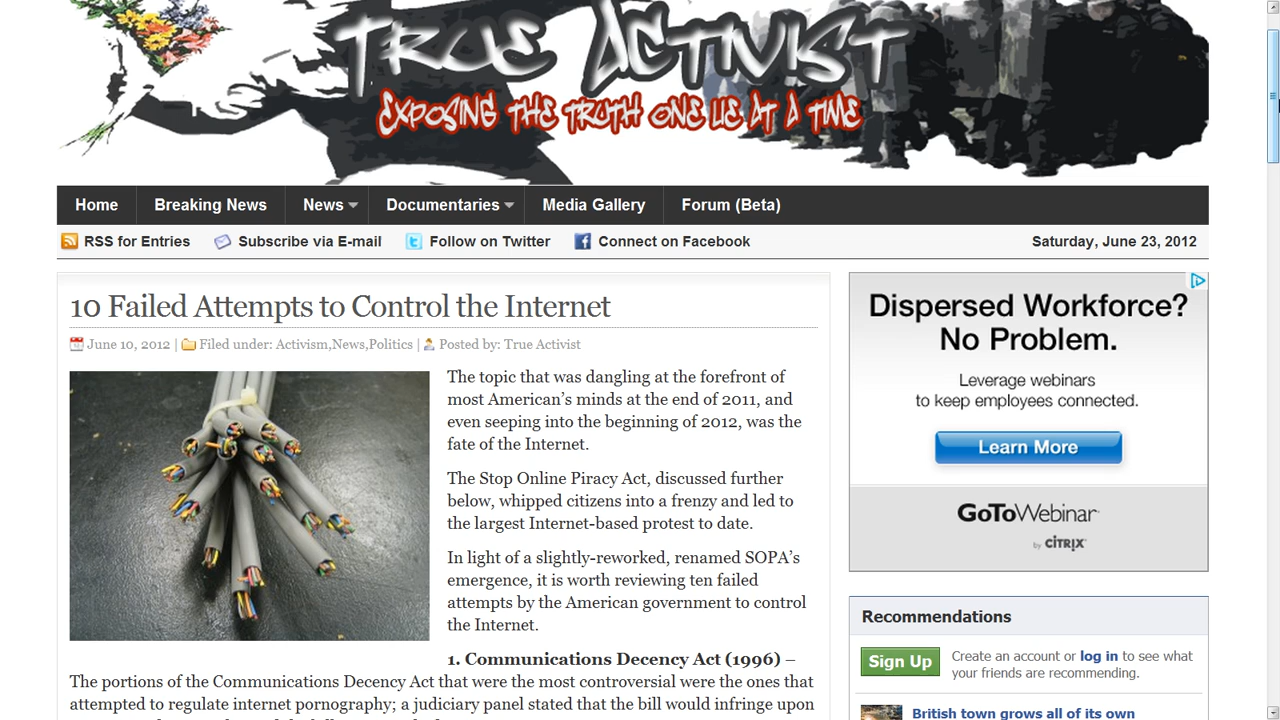 TRUE ACTIVIST
EXPOSING THE TRUTH ONE LIE AT A TIME
Home Breaking News News Documentaries Media Gallery Forum (Beta)
RSS for Entries Subscribe via E-mail Follow on Twitter Connect on Facebook Saturday, June 23, 2012
10 Failed Attempts to Control the Internet
June 10, 2012 | Filed under: Activism,News,Politics | Posted by: True Activist
The topic that was dangling at the forefront of
most American’s minds at the end of 2011, and
even seeping into the beginning of 2012, was the
fate of the Internet.
The Stop Online Piracy Act, discussed further
below, whipped citizens into a frenzy and led to
the largest Internet-based protest to date.
In light of a slightly-reworked, renamed SOPA’s
emergence, it is worth reviewing ten failed
attempts by the American government to control
the Internet.
1. Communications Decency Act (1996) –
The portions of the Communications Decency Act that were the most controversial were the ones that
attempted to regulate internet pornography; a judiciary panel stated that the bill would infringe upon
Dispersed Workforce?
No Problem.
Leverage webinars
to keep employees connected.
Learn More
GoToWebinar
by CITRIX
Recommendations
Sign Up
Create an account or log in to see what
your friends are recommending.
British town grows all of its own